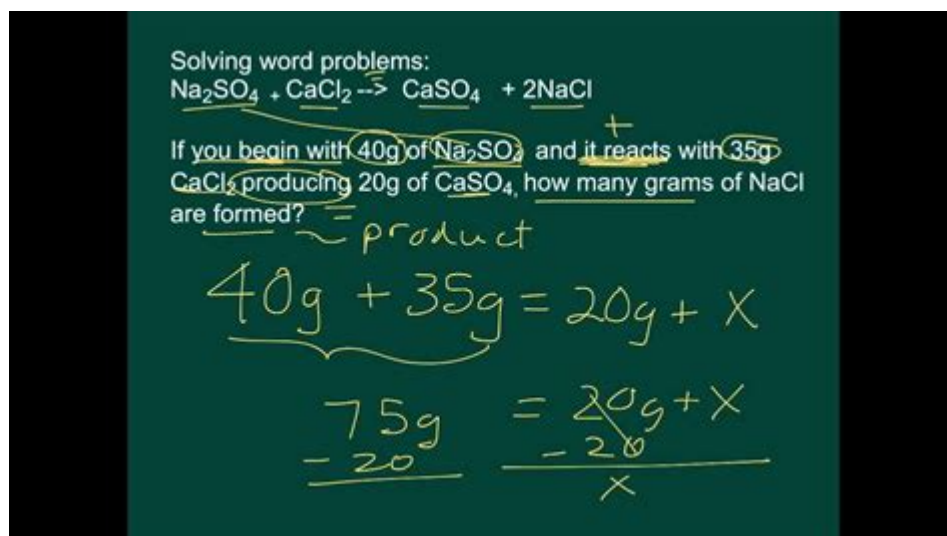 Solving word problems:
Na₂SO₄ + CaCl₂ --> CaSO₄ + 2NaCl
+
If you begin with 40g of Na₂SO₄ and it reacts with 35g
CaCl₂ producing 20g of CaSO₄, how many grams of NaCl
are formed?
=
product
40g + 35g = 20g + X
75g = 20g + X
- 20 - 20
X